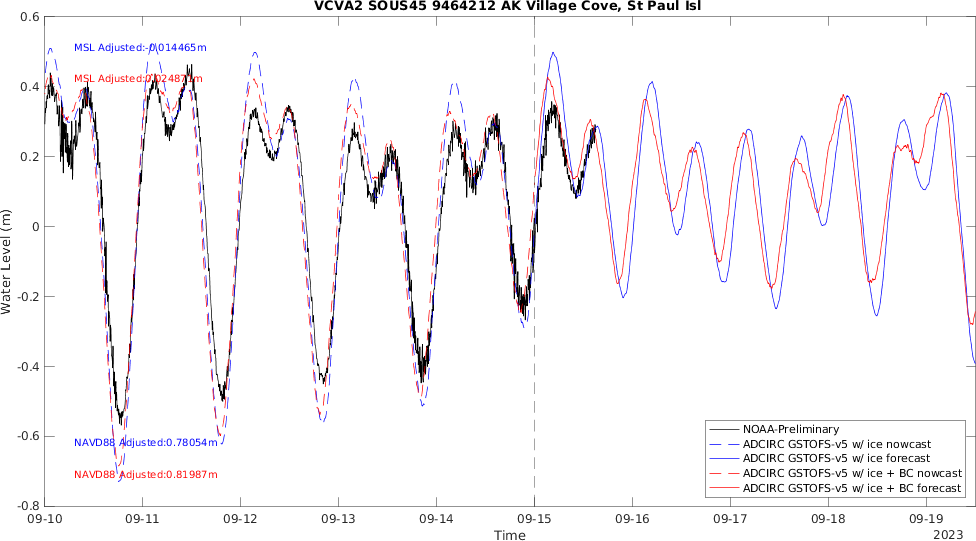 VCVA2 SOUS45 9464212 AK Village Cove, St Paul Isl
Water Level (m)
0.6
0.4
0.2
0
-0.2
-0.4
-0.6
-0.8
MSL Adjusted:-0.014465m
NAVD88 Adjusted:0.78054m
NAVD88 Adjusted:0.81987m
NOAA-Preliminary
ADCIRC GSTOFS-v5 w/ ice nowcast
ADCIRC GSTOFS-v5 w/ ice forecast
ADCIRC GSTOFS-v5 w/ ice + BC nowcast
ADCIRC GSTOFS-v5 w/ ice + BC forecast
09-10 09-11 09-12 09-13 09-14 09-15 09-16 09-17 09-18 09-19
Time
2023